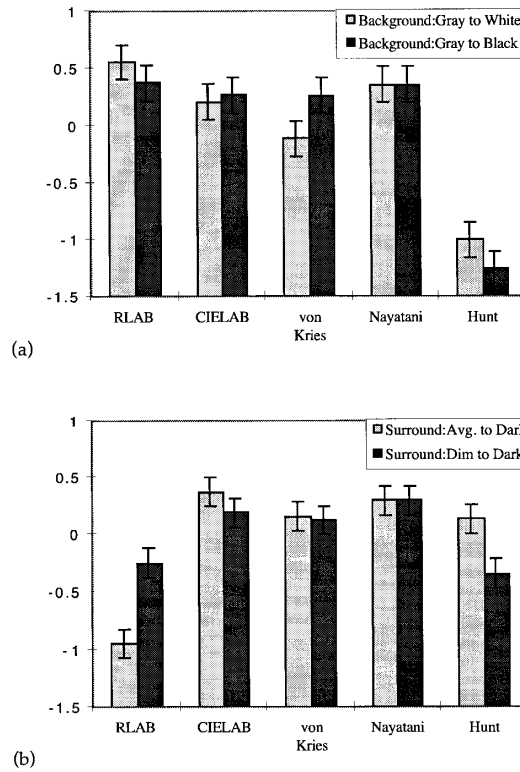 1
0.5
0
-0.5
-1
-1.5
Background:Gray to White
Background:Gray to Black
RLAB
CIELAB
von
Kries
Nayatani
Hunt
(a)
1
0.5
0
-0.5
-1
-1.5
Surround:Avg. to Dark
Surround:Dim to Dark
RLAB
CIELAB
von
Kries
Nayatani
Hunt
(b)